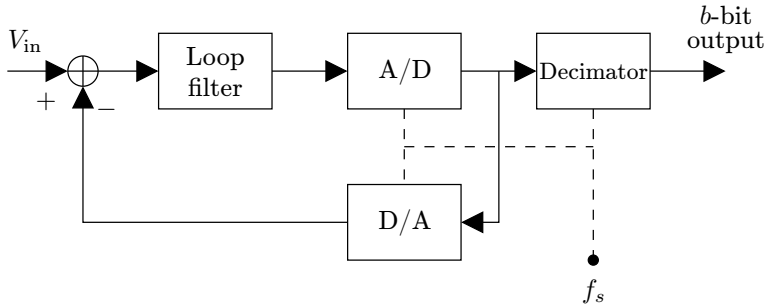 b-bit
output
V_in
+
−
Loop
filter
A/D
Decimator
D/A
f_s